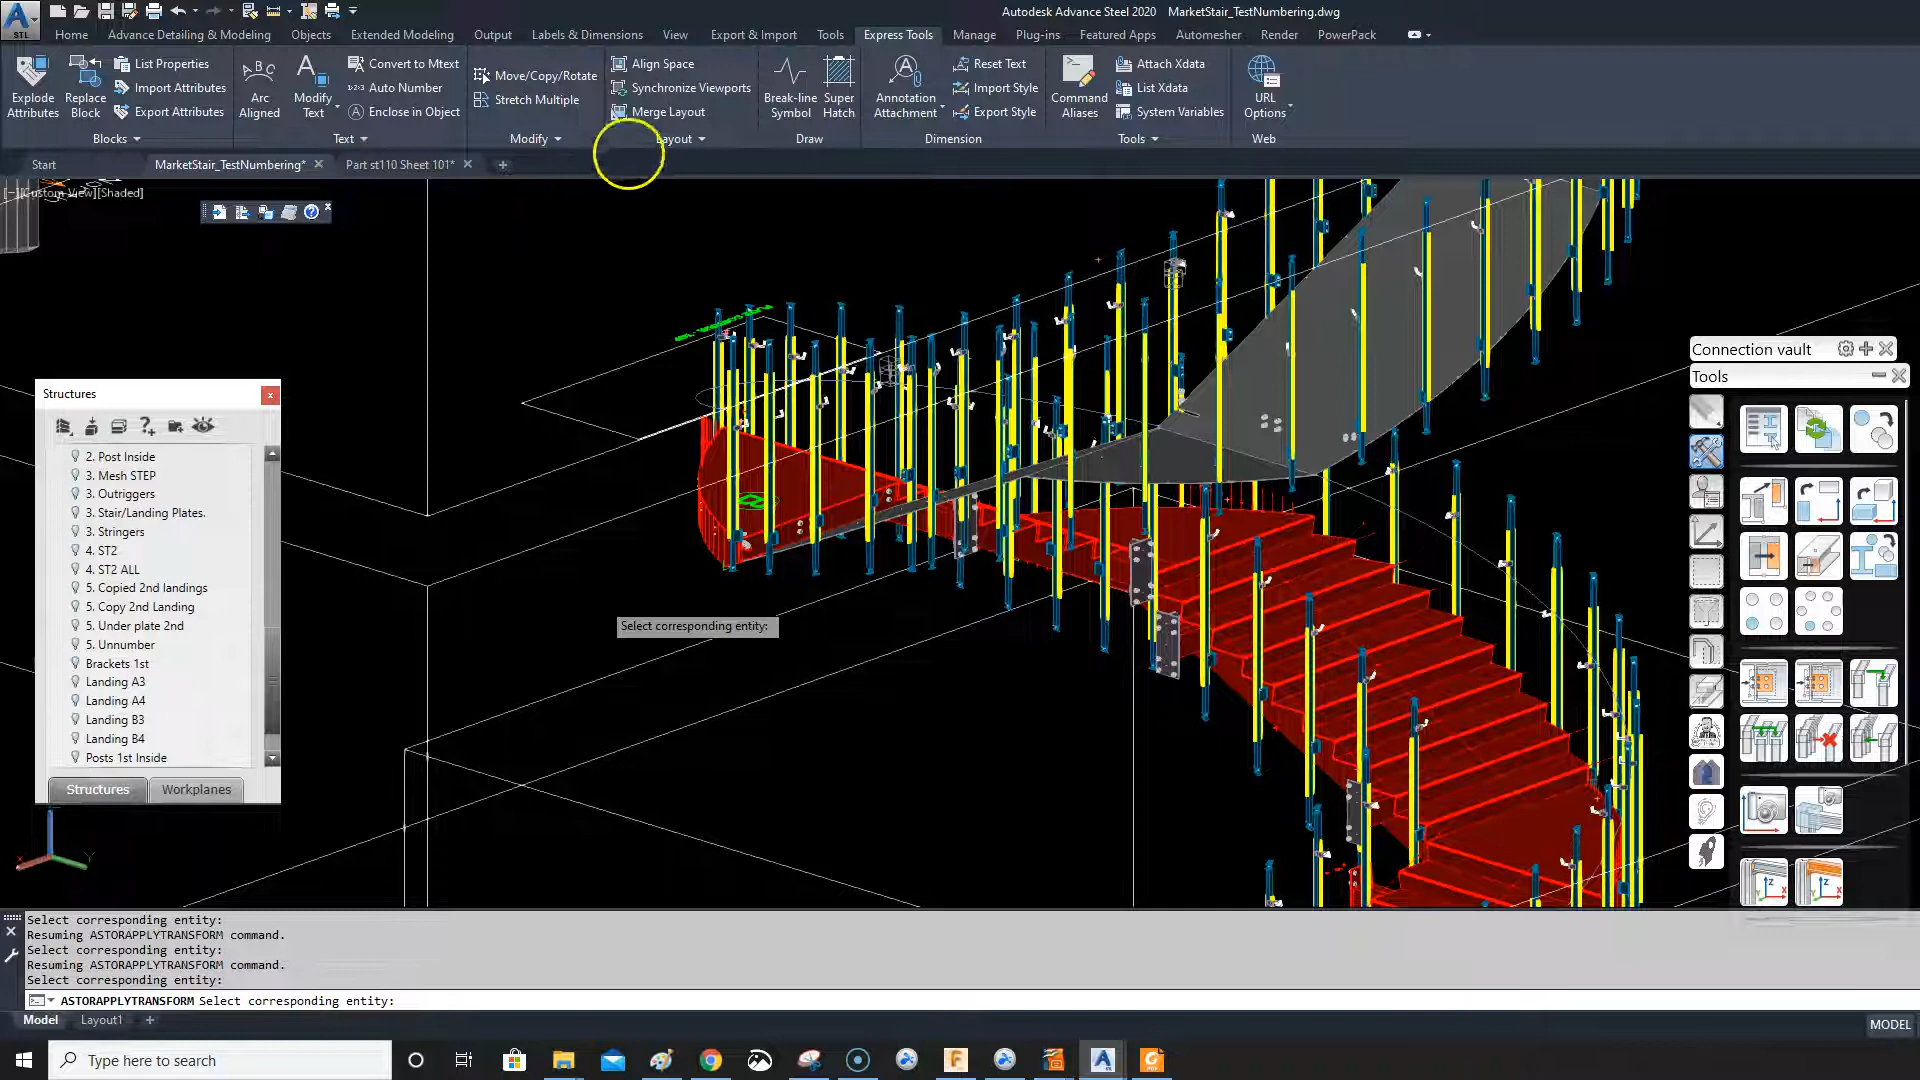 Autodesk Advance Steel 2020   MarketStair_TestNumbering.dwg
STL
Home   Advance Detailing & Modeling   Objects   Extended Modeling   Output   Labels & Dimensions   View   Export & Import   Tools   Express Tools   Manage   Plug-ins   Featured Apps   Automesher   Render   PowerPack
Explode Attributes
Replace Block
List Properties
Import Attributes
Export Attributes
Blocks
Arc Aligned
Modify Text
Convert to Mtext
Auto Number
Enclose in Object
Text
Move/Copy/Rotate
Stretch Multiple
Modify
Align Space
Synchronize Viewports
Merge Layout
Layout
Break-line Symbol
Super Hatch
Draw
Annotation Attachment
Reset Text
Import Style
Export Style
Dimension
Command Aliases
Attach Xdata
List Xdata
System Variables
Tools
URL Options
Web
Start   MarketStair_TestNumbering*   Part st110 Sheet 101*
[−][Custom View][Shaded]
Structures
2. Post Inside
3. Mesh STEP
3. Outriggers
3. Stair/Landing Plates.
3. Stringers
4. ST2
4. ST2 ALL
5. Copied 2nd landings
5. Copy 2nd Landing
5. Under plate 2nd
5. Unnumber
Brackets 1st
Landing A3
Landing A4
Landing B3
Landing B4
Posts 1st Inside
Structures   Workplanes
Select corresponding entity:
Connection vault
Tools
Select corresponding entity:
Resuming ASTORAPPLYTRANSFORM command.
Select corresponding entity:
Resuming ASTORAPPLYTRANSFORM command.
Select corresponding entity:
ASTORAPPLYTRANSFORM Select corresponding entity:
Model   Layout1   +
MODEL
Type here to search